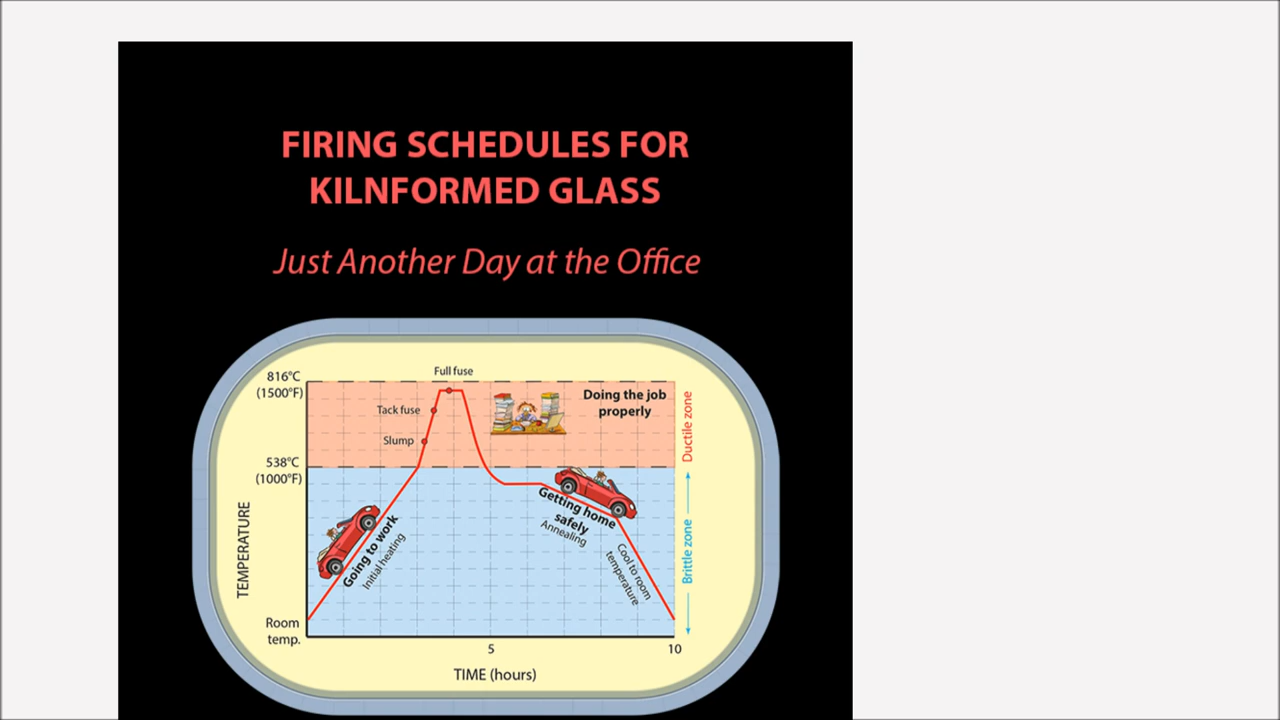 FIRING SCHEDULES FOR
KILNFORMED GLASS
Just Another Day at the Office
Full fuse
816°C
(1500°F)
Doing the job
properly
Tack fuse
Slump
Ductile zone
538°C
(1000°F)
Getting home
safely
Annealing
Going to work
Initial heating
Cool to room
temperature
Brittle zone
TEMPERATURE
Room
temp.
5
10
TIME (hours)